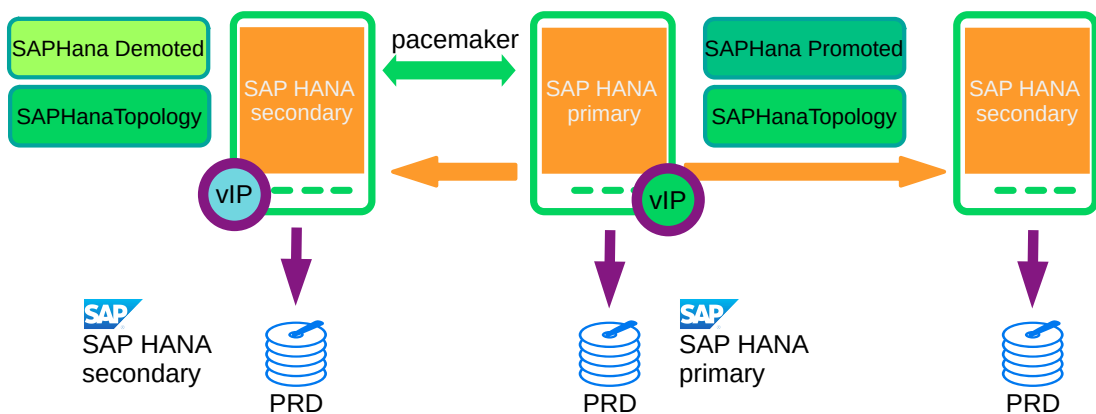 SAPHana Demoted
SAPHanaTopology
SAP HANA
secondary
vIP
pacemaker
SAP HANA
primary
vIP
SAPHana Promoted
SAPHanaTopology
SAP HANA
secondary
SAP
SAP HANA
secondary
PRD
PRD
SAP
SAP HANA
primary
PRD